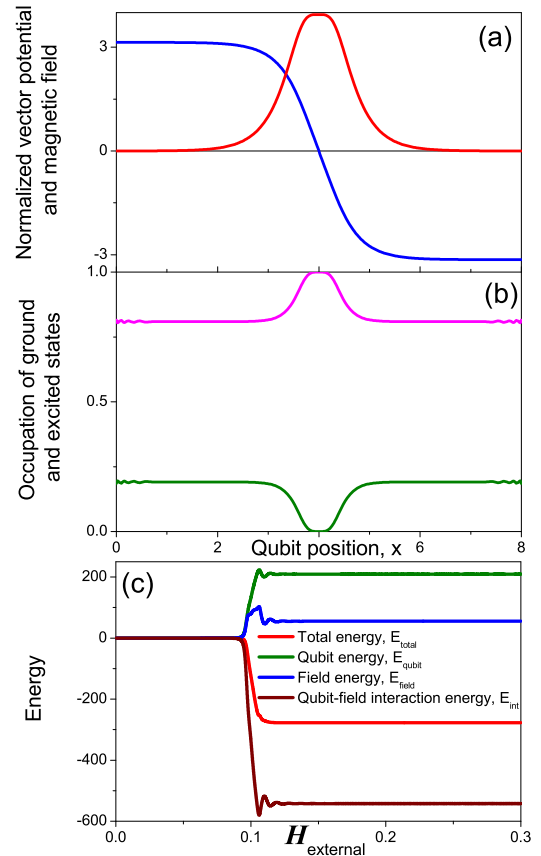 (a)
Normalized vector potential
and magnetic field
3
0
-3
(b)
Occupation of ground
and excited states
1.0
0.5
0.0
0 2 4 6 8
Qubit position, x
(c)
Energy
200
0
-200
-400
-600
Total energy, E_total
Qubit energy, E_qubit
Field energy, E_field
Qubit-field interaction energy, E_int
0.0 0.1 0.2 0.3
H_external